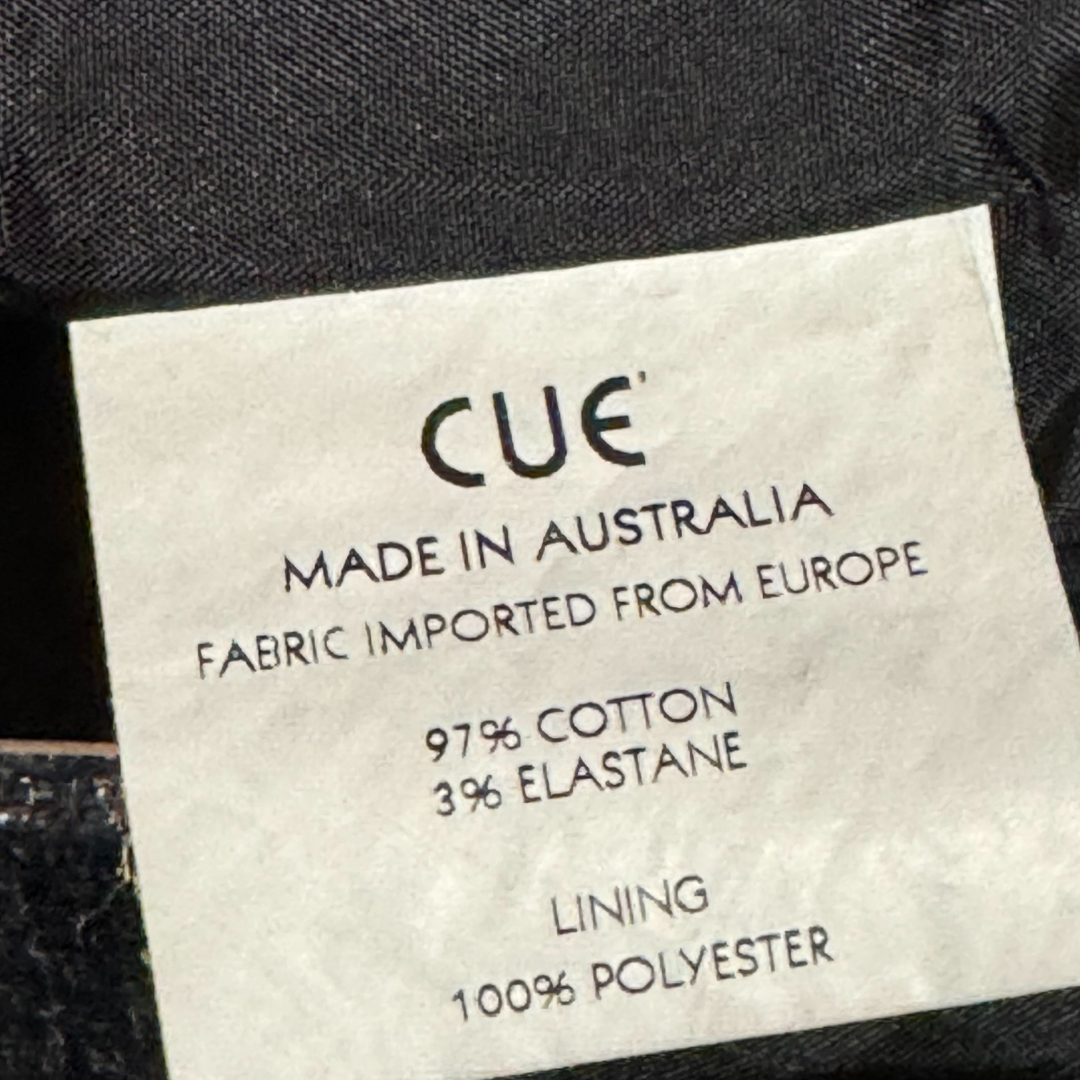 CUE
MADE IN AUSTRALIA
FABRIC IMPORTED FROM EUROPE
97% COTTON
3% ELASTANE
LINING
100% POLYESTER